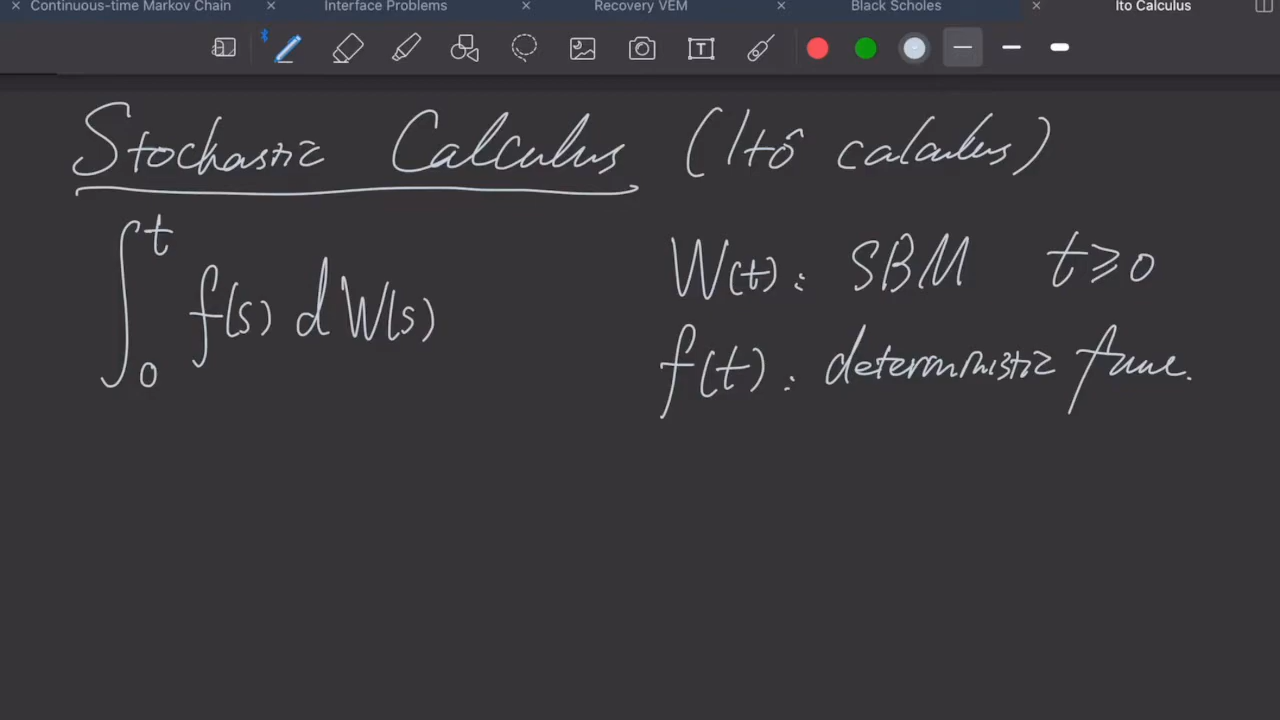 Continuous-time Markov Chain Interface Problems Recovery VEM Black Scholes Ito Calculus
T
Stochastic Calculus (Itô calculus)
∫₀ᵗ f(s) dW(s)
W(t): SBM t≥0
f(t): deterministic func.